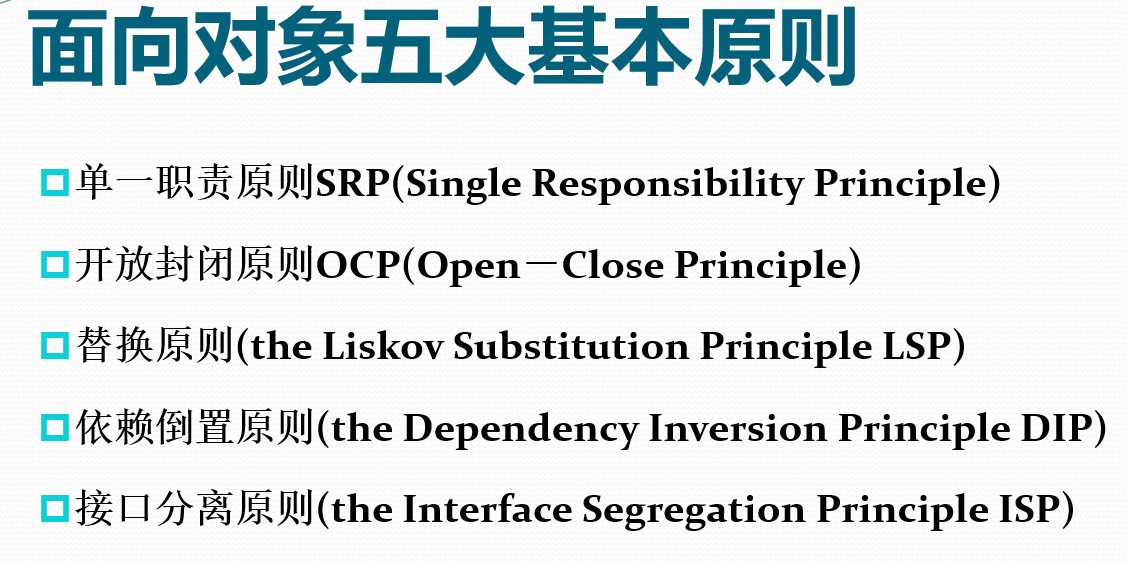 面向对象五大基本原则
单一职责原则SRP(Single Responsibility Principle)
开放封闭原则OCP(Open－Close Principle)
替换原则(the Liskov Substitution Principle LSP)
依赖倒置原则(the Dependency Inversion Principle DIP)
接口分离原则(the Interface Segregation Principle ISP)